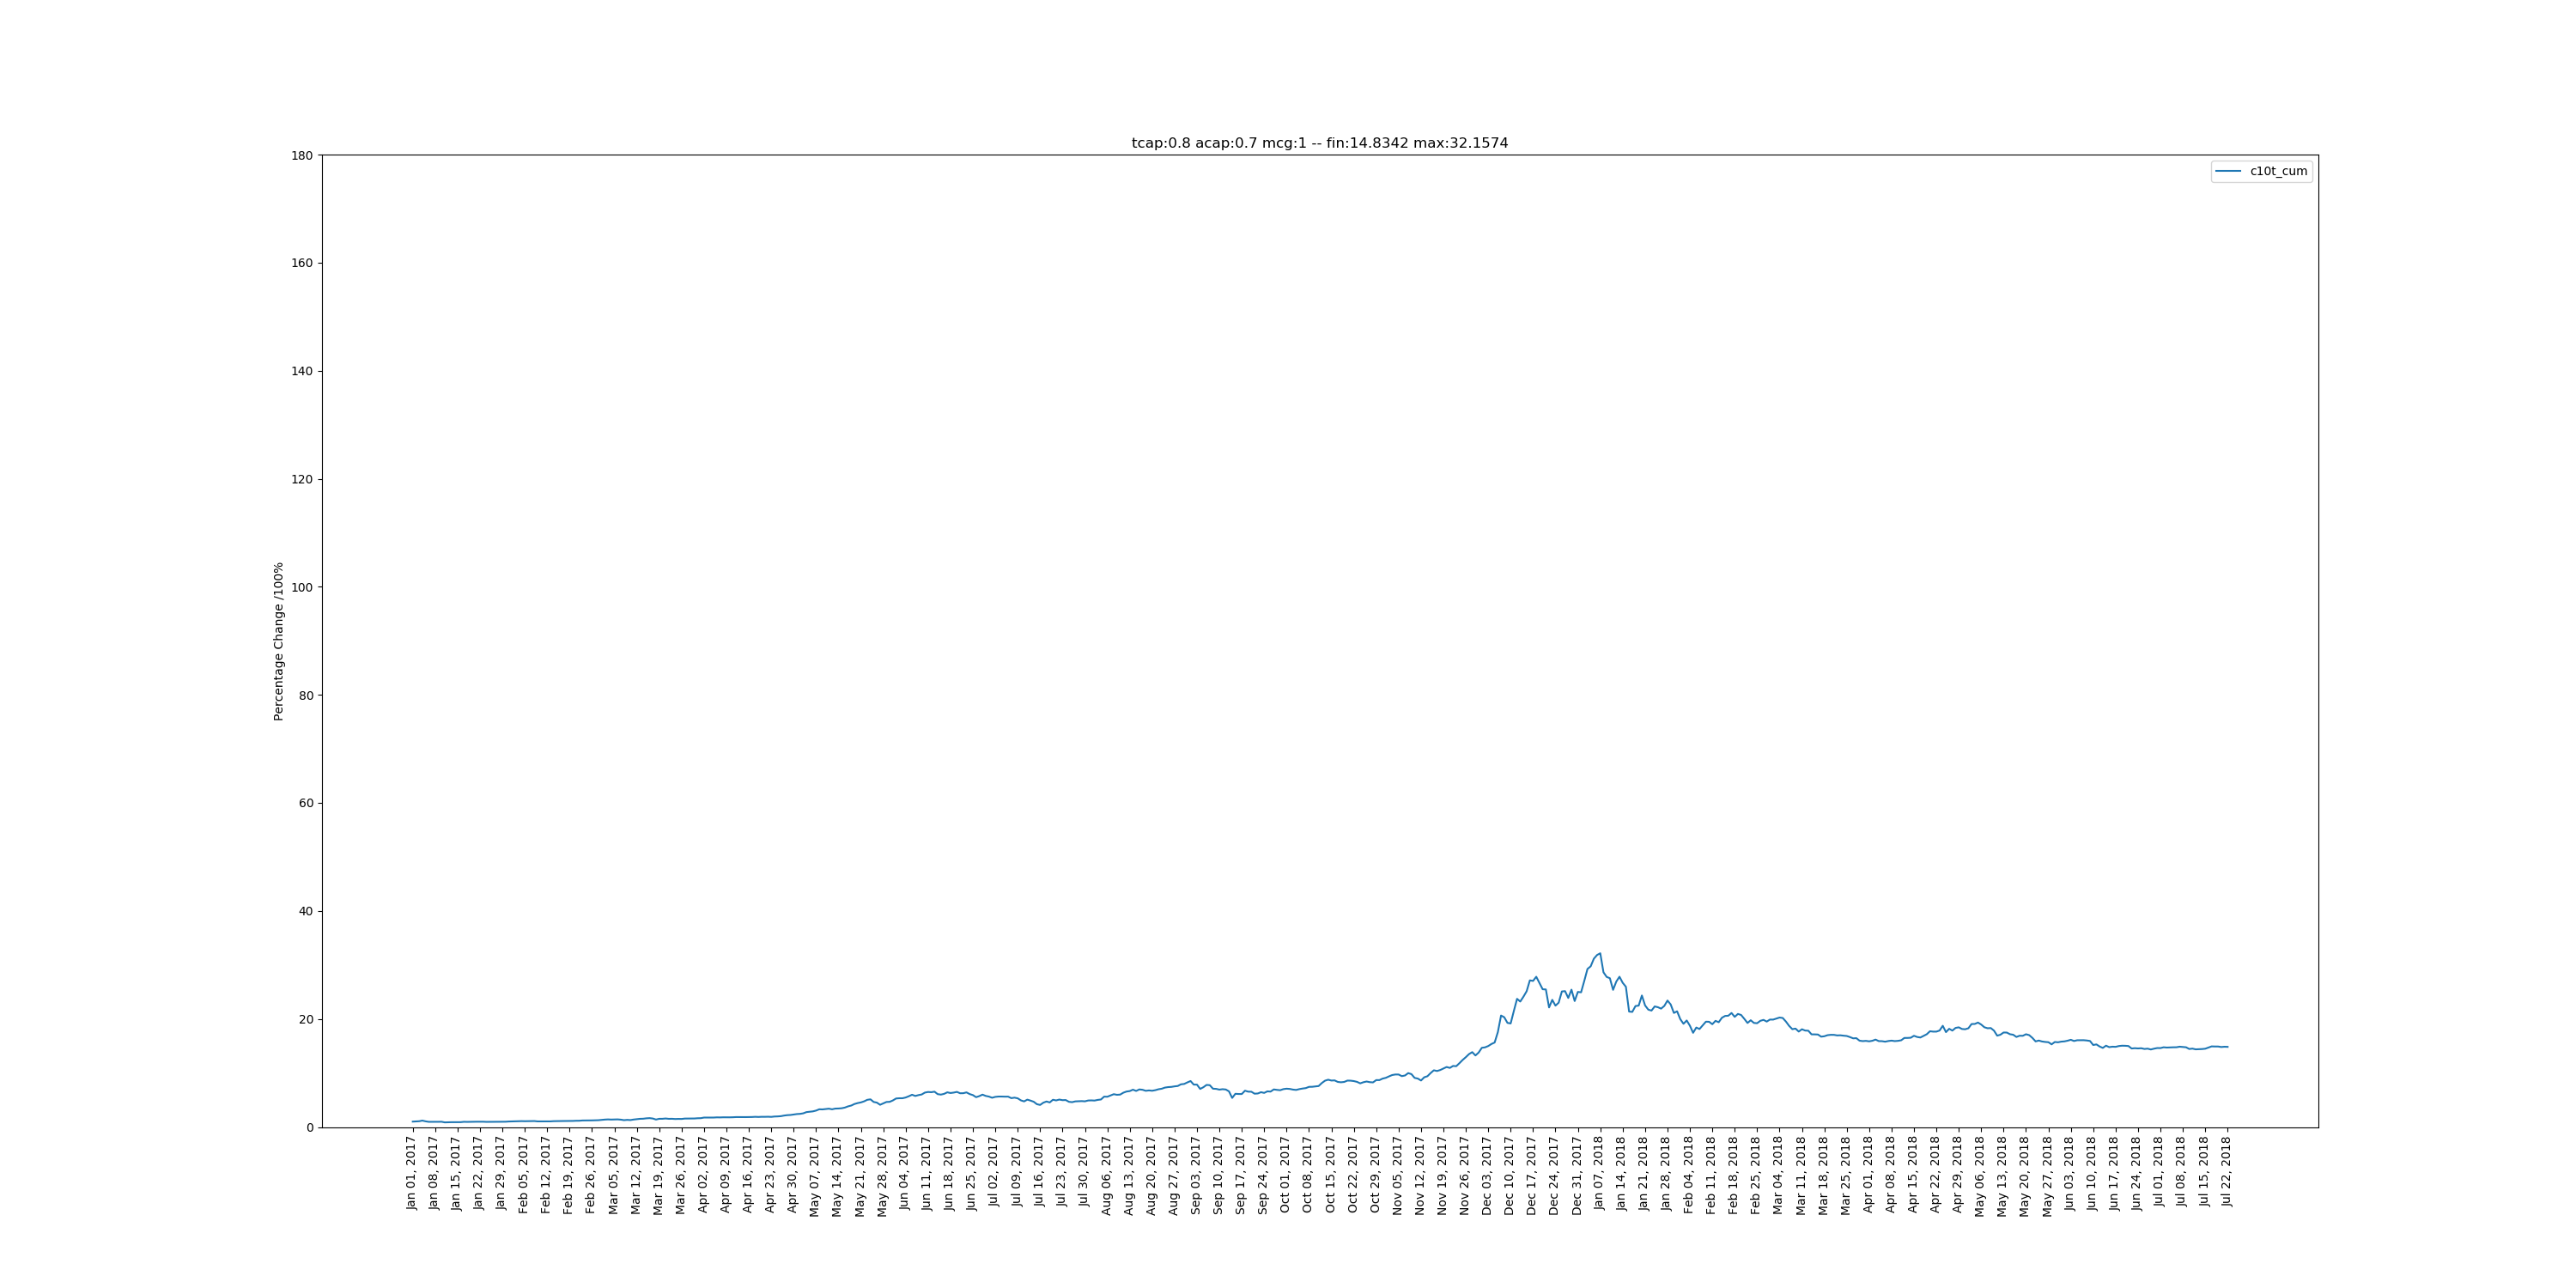 tcap:0.8 acap:0.7 mcg:1 -- fin:14.8342 max:32.1574
c10t_cum
Percentage Change /100%
180
160
140
120
100
80
60
40
20
0
Jan 01, 2017
Jan 08, 2017
Jan 15, 2017
Jan 22, 2017
Jan 29, 2017
Feb 05, 2017
Feb 12, 2017
Feb 19, 2017
Feb 26, 2017
Mar 05, 2017
Mar 12, 2017
Mar 19, 2017
Mar 26, 2017
Apr 02, 2017
Apr 09, 2017
Apr 16, 2017
Apr 23, 2017
Apr 30, 2017
May 07, 2017
May 14, 2017
May 21, 2017
May 28, 2017
Jun 04, 2017
Jun 11, 2017
Jun 18, 2017
Jun 25, 2017
Jul 02, 2017
Jul 09, 2017
Jul 16, 2017
Jul 23, 2017
Jul 30, 2017
Aug 06, 2017
Aug 13, 2017
Aug 20, 2017
Aug 27, 2017
Sep 03, 2017
Sep 10, 2017
Sep 17, 2017
Sep 24, 2017
Oct 01, 2017
Oct 08, 2017
Oct 15, 2017
Oct 22, 2017
Oct 29, 2017
Nov 05, 2017
Nov 12, 2017
Nov 19, 2017
Nov 26, 2017
Dec 03, 2017
Dec 10, 2017
Dec 17, 2017
Dec 24, 2017
Dec 31, 2017
Jan 07, 2018
Jan 14, 2018
Jan 21, 2018
Jan 28, 2018
Feb 04, 2018
Feb 11, 2018
Feb 18, 2018
Feb 25, 2018
Mar 04, 2018
Mar 11, 2018
Mar 18, 2018
Mar 25, 2018
Apr 01, 2018
Apr 08, 2018
Apr 15, 2018
Apr 22, 2018
Apr 29, 2018
May 06, 2018
May 13, 2018
May 20, 2018
May 27, 2018
Jun 03, 2018
Jun 10, 2018
Jun 17, 2018
Jun 24, 2018
Jul 01, 2018
Jul 08, 2018
Jul 15, 2018
Jul 22, 2018